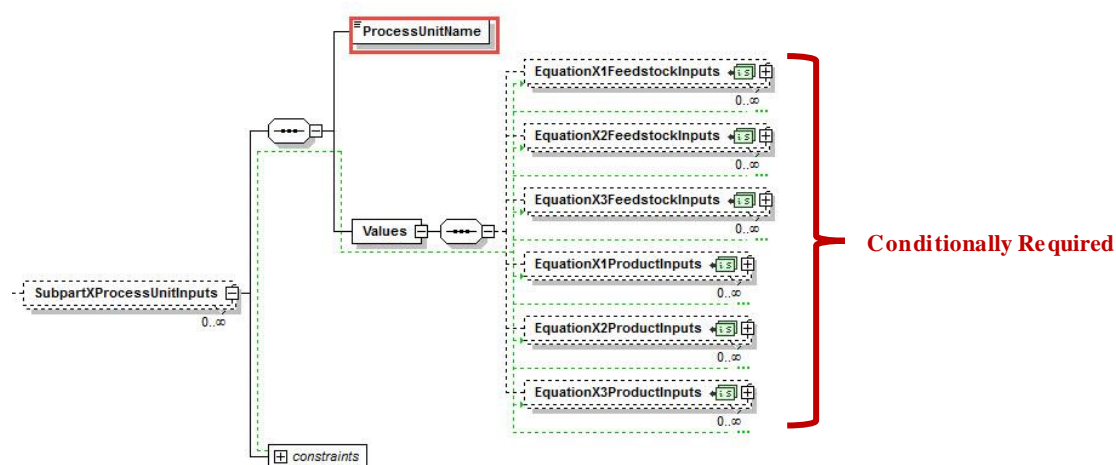 ProcessUnitName
EquationX1FeedstockInputs
0..∞
EquationX2FeedstockInputs
0..∞
EquationX3FeedstockInputs
0..∞
Values
Conditionally Required
EquationX1ProductInputs
0..∞
SubpartXProcessUnitInputs
0..∞
EquationX2ProductInputs
0..∞
EquationX3ProductInputs
0..∞
constraints